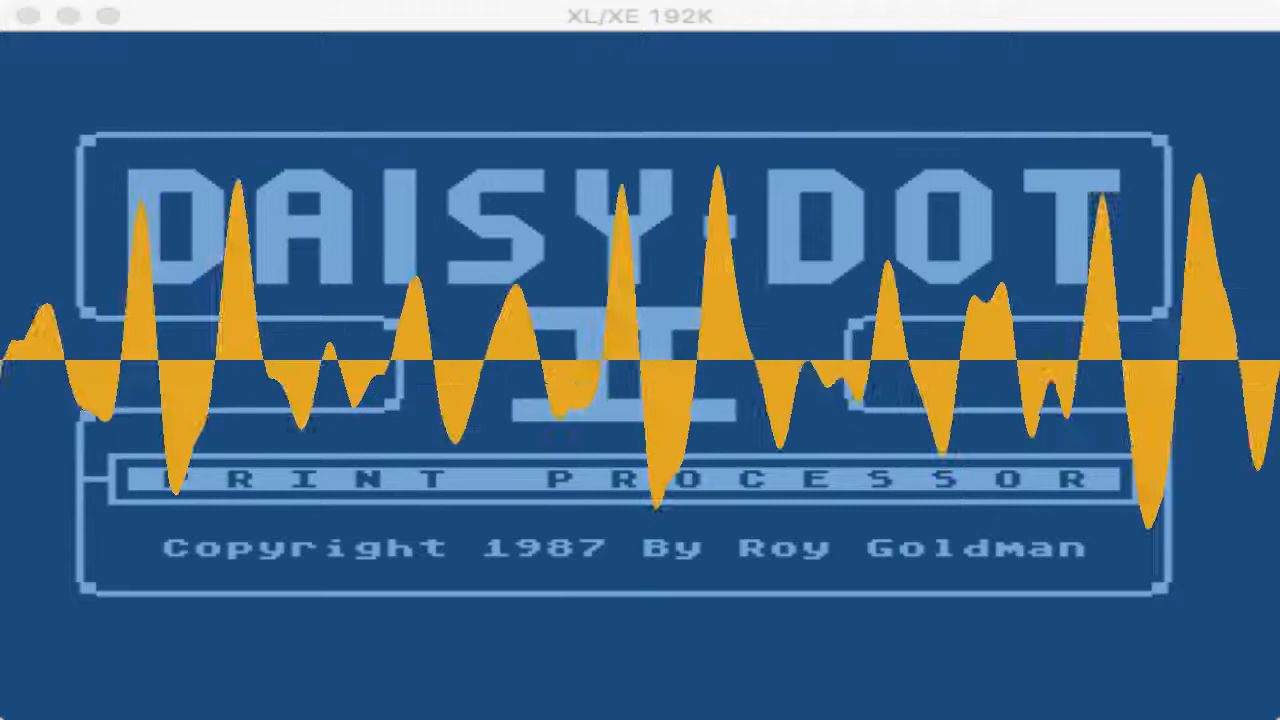 XL/XE 192K
DAISY·DOT
II
PRINT PROCESSOR
Copyright 1987 By Roy Goldman